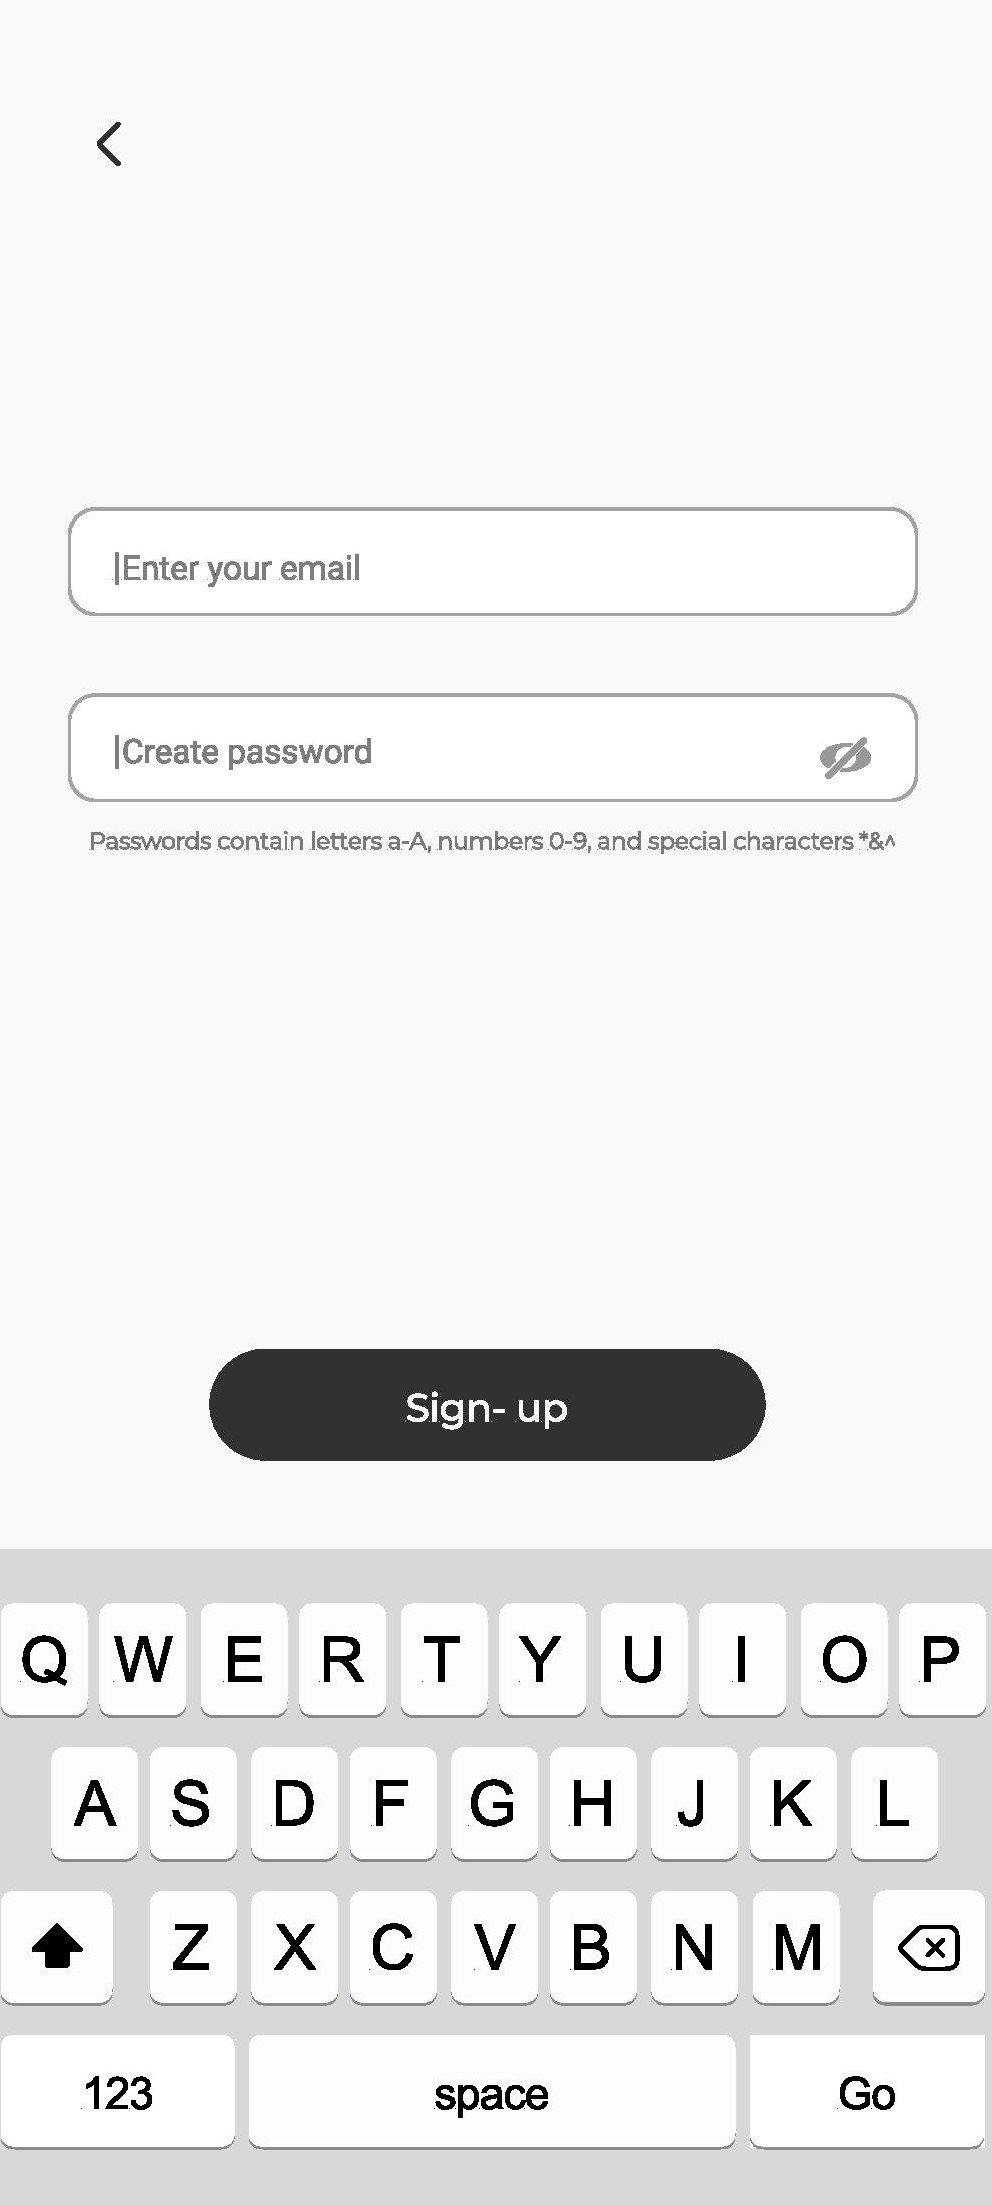 |Enter your email
|Create password
Passwords contain letters a-A, numbers 0-9, and special characters *&^
Sign- up
Q W E R T Y U I O P
A S D F G H J K L
Z X C V B N M
123 space Go